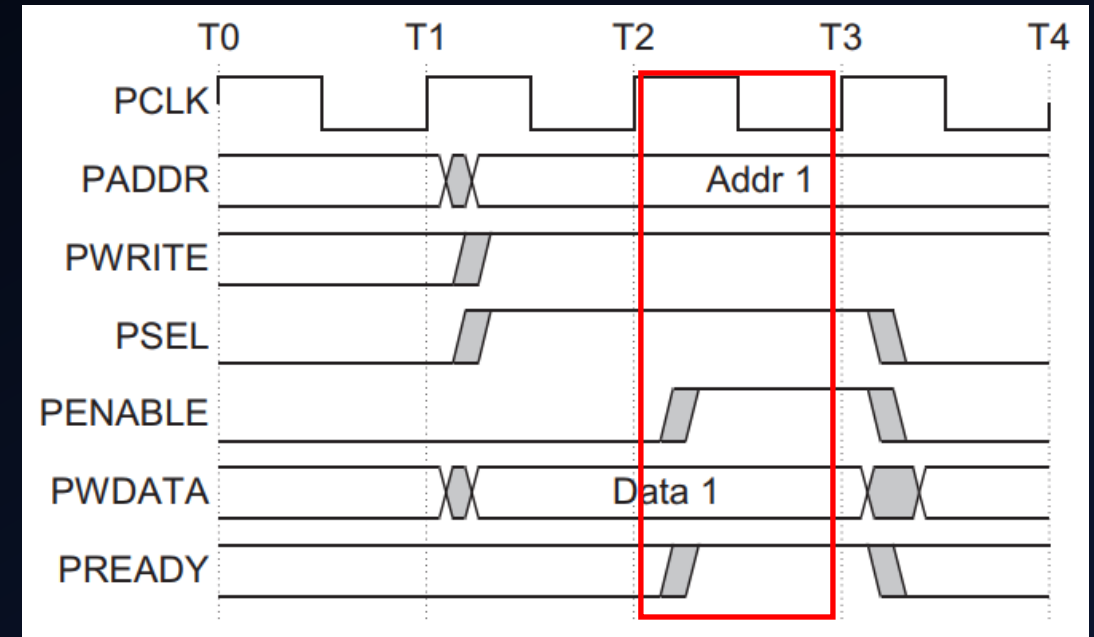 T0 T1 T2 T3 T4
PCLK
PADDR Addr 1
PWRITE
PSEL
PENABLE
PWDATA Data 1
PREADY